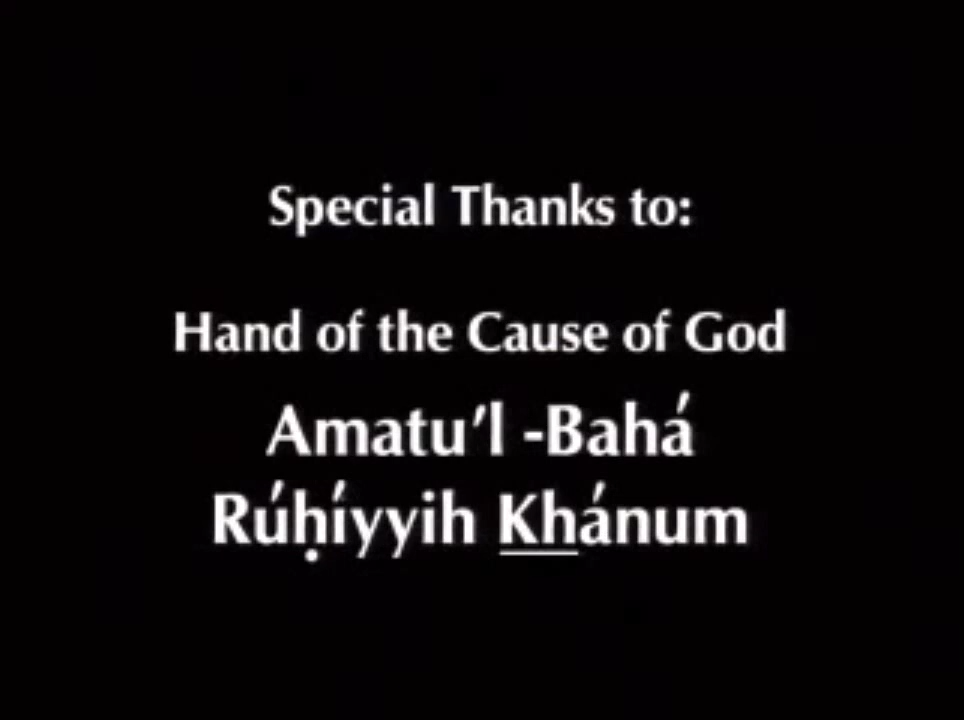 Special Thanks to:
Hand of the Cause of God
Amatu’l -Bahá
Rúḥíyyih K͟hánum